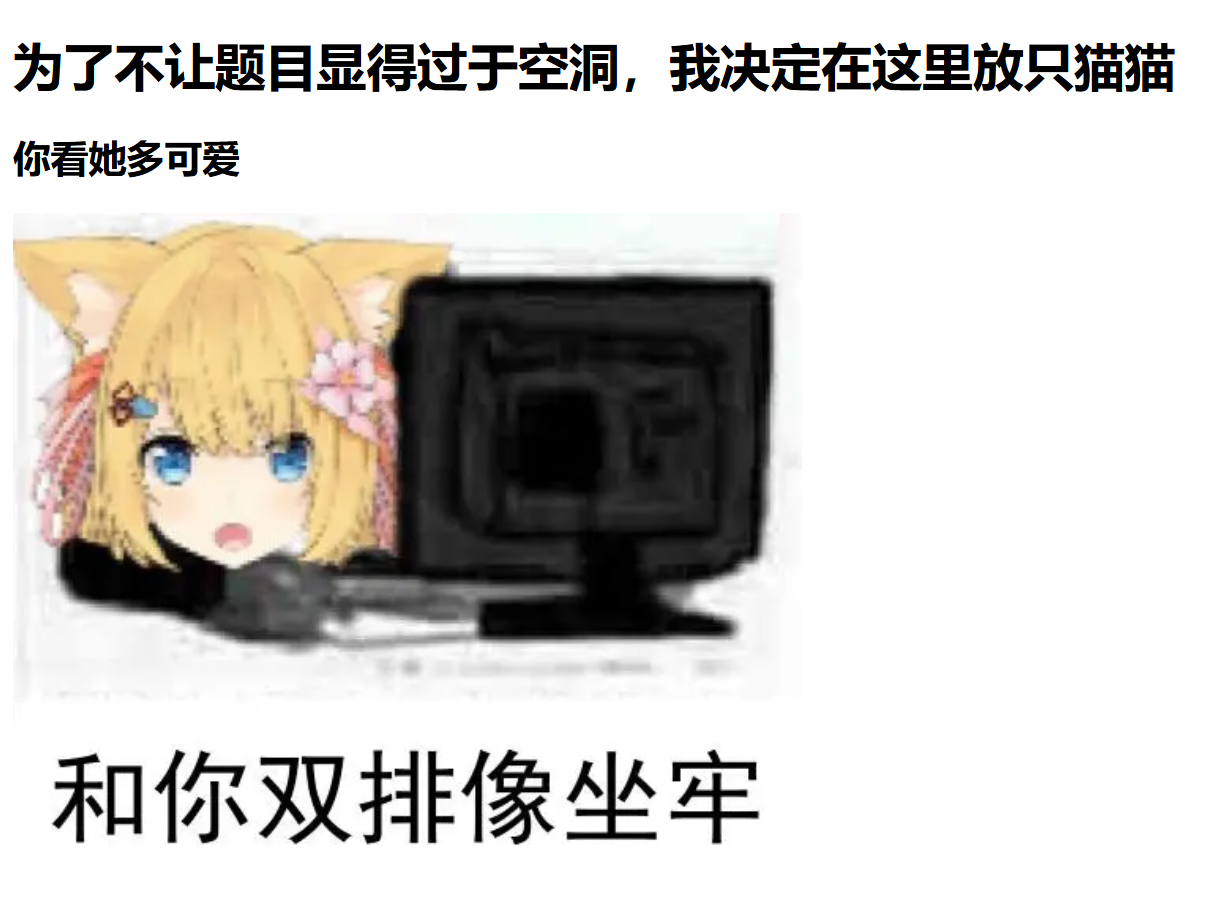 为了不让题目显得过于空洞，我决定在这里放只猫猫
你看她多可爱
和你双排像坐牢